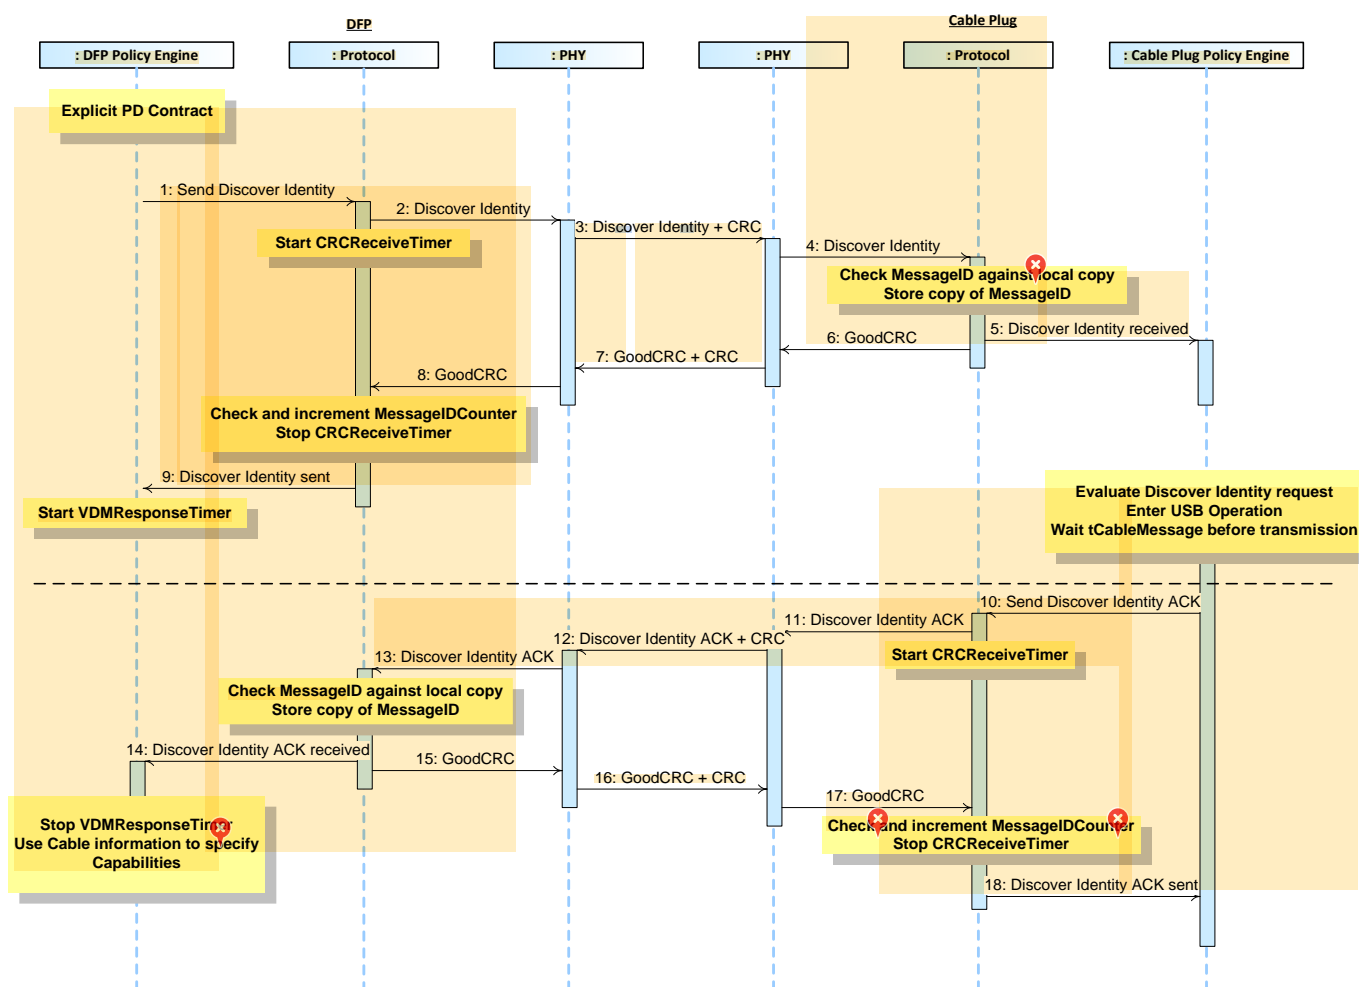 DFP
Cable Plug
: DFP Policy Engine
: Protocol
: PHY
: PHY
: Protocol
: Cable Plug Policy Engine
Explicit PD Contract
1: Send Discover Identity
2: Discover Identity
Start CRCReceiveTimer
3: Discover Identity + CRC
4: Discover Identity
Check MessageID against local copy
Store copy of MessageID
5: Discover Identity received
6: GoodCRC
7: GoodCRC + CRC
8: GoodCRC
Check and increment MessageIDCounter
Stop CRCReceiveTimer
9: Discover Identity sent
Start VDMResponseTimer
Evaluate Discover Identity request
Enter USB Operation
Wait tCableMessage before transmission
10: Send Discover Identity ACK
11: Discover Identity ACK
Start CRCReceiveTimer
12: Discover Identity ACK + CRC
13: Discover Identity ACK
Check MessageID against local copy
Store copy of MessageID
14: Discover Identity ACK received
15: GoodCRC
16: GoodCRC + CRC
17: GoodCRC
Check and increment MessageIDCounter
Stop CRCReceiveTimer
Stop VDMResponseTimer
Use Cable information to specify
Capabilities
18: Discover Identity ACK sent